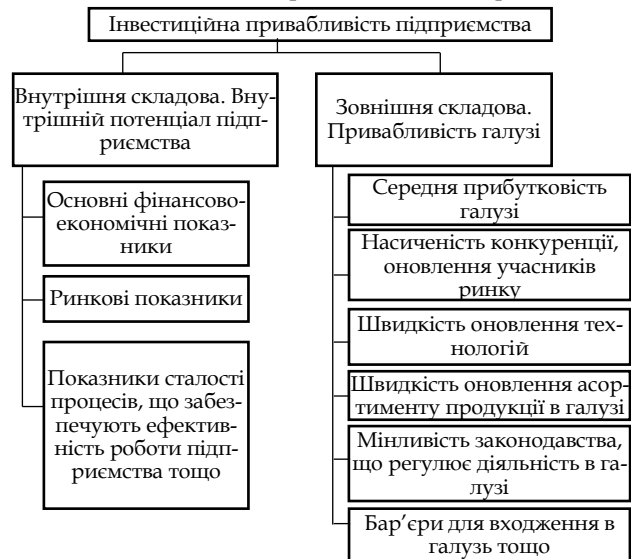 Інвестиційна привабливість підприємства
Внутрішня складова. Вну-
трішній потенціал підп-
риємства
Основні фінансово-
економічні показ-
ники
Ринкові показники
Показники сталості
процесів, що забез-
печують ефектив-
ність роботи підп-
риємства тощо
Зовнішня складова.
Привабливість галузі
Середня прибутковість
галузі
Насиченість конкуренції,
оновлення учасників
ринку
Швидкість оновлення тех-
нологій
Швидкість оновлення асор-
тименту продукції в галузі
Мінливість законодавства,
що регулює діяльність в га-
лузі
Бар’єри для входження в
галузь тощо